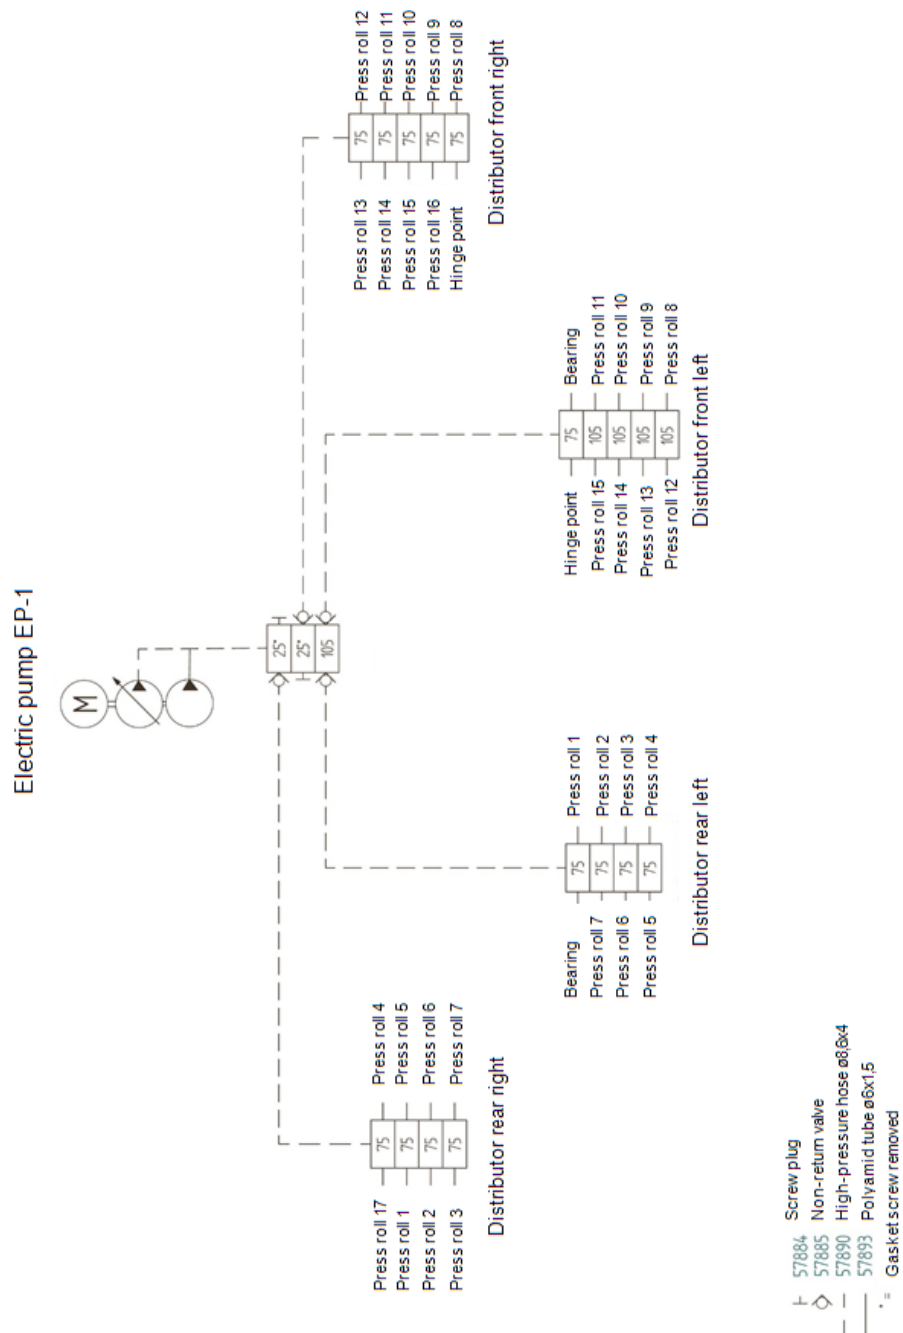 Electric pump EP-1
M
25*
25*
105
Press roll 17
Press roll 1
Press roll 2
Press roll 3
75
75
75
75
Press roll 4
Press roll 5
Press roll 6
Press roll 7
Distributor rear right
Bearing
Press roll 7
Press roll 6
Press roll 5
75
75
75
75
Press roll 1
Press roll 2
Press roll 3
Press roll 4
Distributor rear left
Hinge point
Press roll 15
Press roll 14
Press roll 13
Press roll 12
75
105
105
105
105
Bearing
Press roll 11
Press roll 10
Press roll 9
Press roll 8
Distributor front left
Press roll 13
Press roll 14
Press roll 15
Press roll 16
Hinge point
75
75
75
75
75
Press roll 12
Press roll 11
Press roll 10
Press roll 9
Press roll 8
Distributor front right
57884 Screw plug
57885 Non-return valve
57890 High-pressure hose ø8,6x4
57893 Polyamid tube ø6x1,5
* = Gasket screw removed